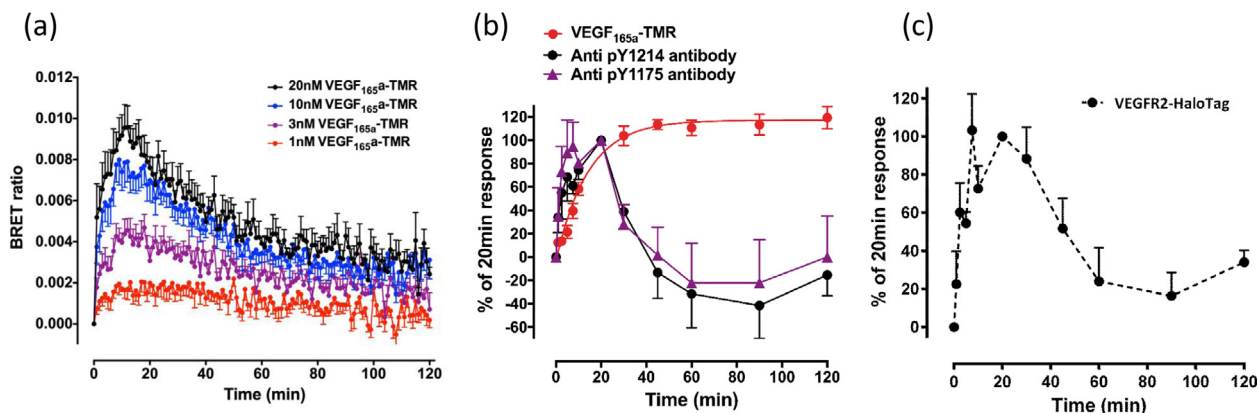 (a)
BRET ratio
0.012
0.010
0.008
0.006
0.004
0.002
0.000
20nM VEGF₁₆₅a-TMR
10nM VEGF₁₆₅a-TMR
3nM VEGF₁₆₅a-TMR
1nM VEGF₁₆₅a-TMR
0 20 40 60 80 100 120
Time (min)
(b)
VEGF₁₆₅ₐ-TMR
Anti pY1214 antibody
Anti pY1175 antibody
% of 20min response
120
100
80
60
40
20
0
-20
-40
-60
0 20 40 60 80 100 120
Time (min)
(c)
VEGFR2-HaloTag
% of 20min response
120
100
80
60
40
20
0
0 20 40 60 80 100 120
Time (min)